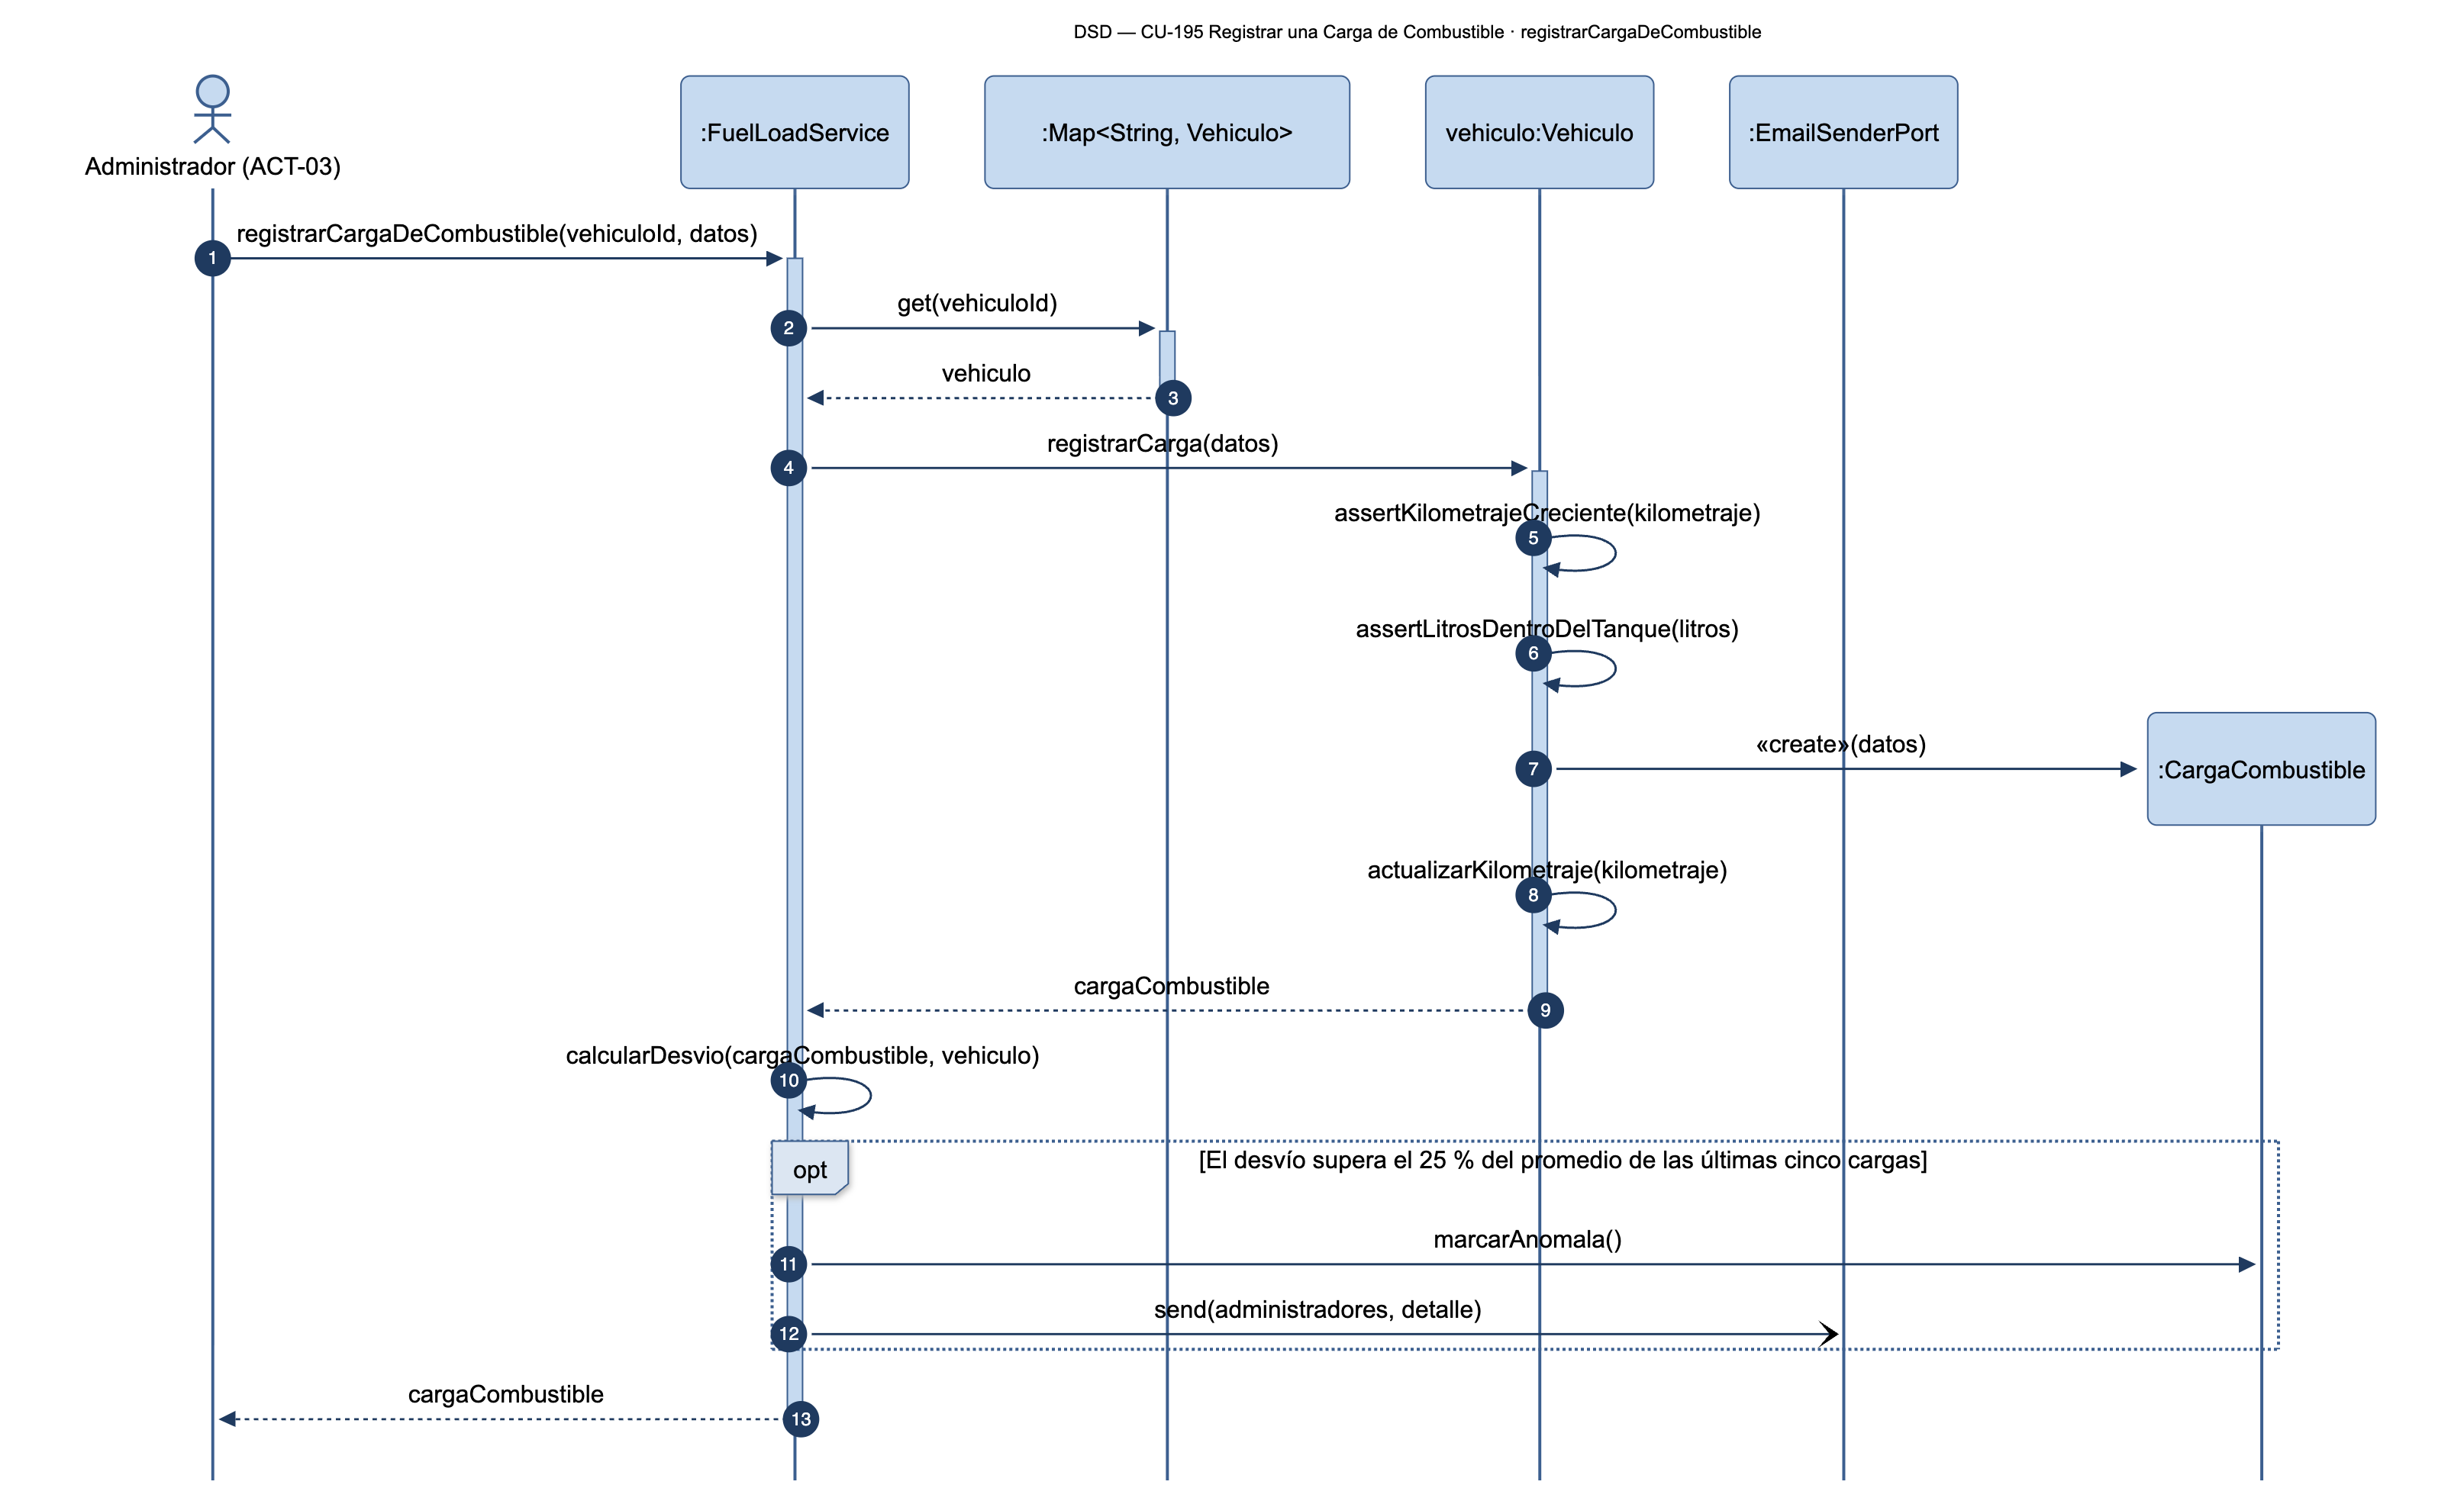 DSD — CU-195 Registrar una Carga de Combustible · registrarCargaDeCombustible
Administrador (ACT-03)
:FuelLoadService
:Map<String, Vehiculo>
vehiculo:Vehiculo
:EmailSenderPort
registrarCargaDeCombustible(vehiculoId, datos)
1
get(vehiculoId)
2
vehiculo
3
registrarCarga(datos)
4
assertKilometrajeCreciente(kilometraje)
5
assertLitrosDentroDelTanque(litros)
6
«create»(datos)
7
:CargaCombustible
actualizarKilometraje(kilometraje)
8
cargaCombustible
9
calcularDesvio(cargaCombustible, vehiculo)
10
opt
[El desvío supera el 25 % del promedio de las últimas cinco cargas]
marcarAnomala()
11
send(administradores, detalle)
12
cargaCombustible
13